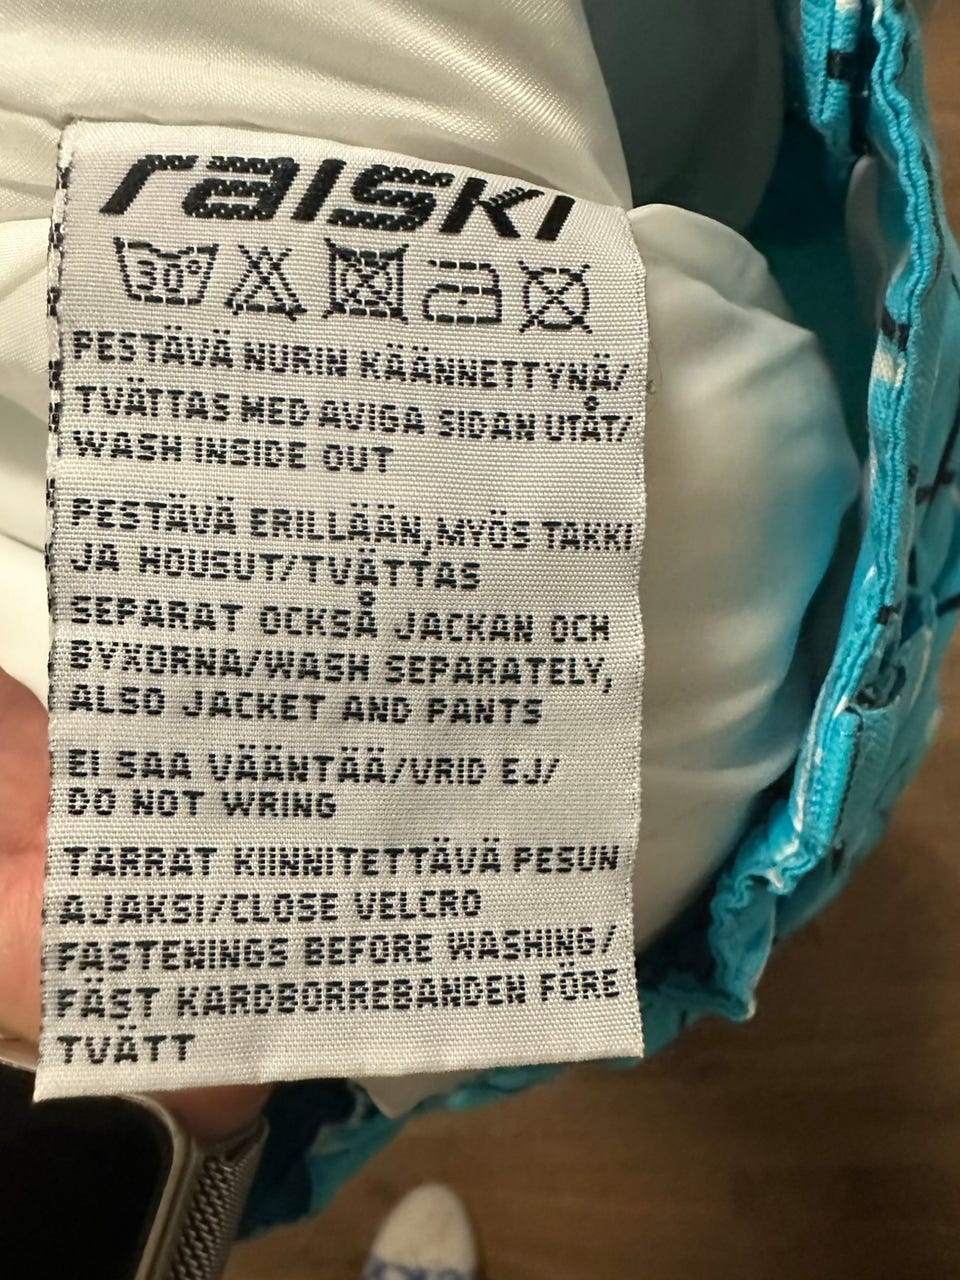 raiski
30°
PESTÄVÄ NURIN KÄÄNNETTYNÄ/
TVÄTTAS MED AVIGA SIDAN UTÅT/
WASH INSIDE OUT
PESTÄVÄ ERILLÄÄN,MYÖS TAKKI
JA HOUSUT/TVÄTTAS
SEPARAT OCKSÅ JACKAN OCH
BYXORNA/WASH SEPARATELY,
ALSO JACKET AND PANTS
EI SAA VÄÄNTÄÄ/VRID EJ/
DO NOT WRING
TARRAT KIINNITETTÄVÄ PESUN
AJAKSI/CLOSE VELCRO
FASTENINGS BEFORE WASHING/
FÄST KARDBORREBANDEN FÖRE
TVÄTT